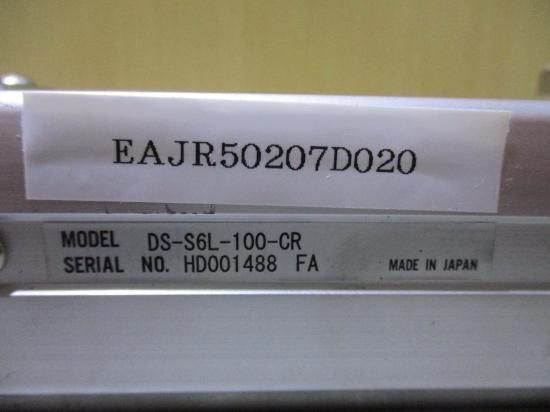 EAJR50207D020
MODEL DS-S6L-100-CR
SERIAL NO. HD001488 FA MADE IN JAPAN